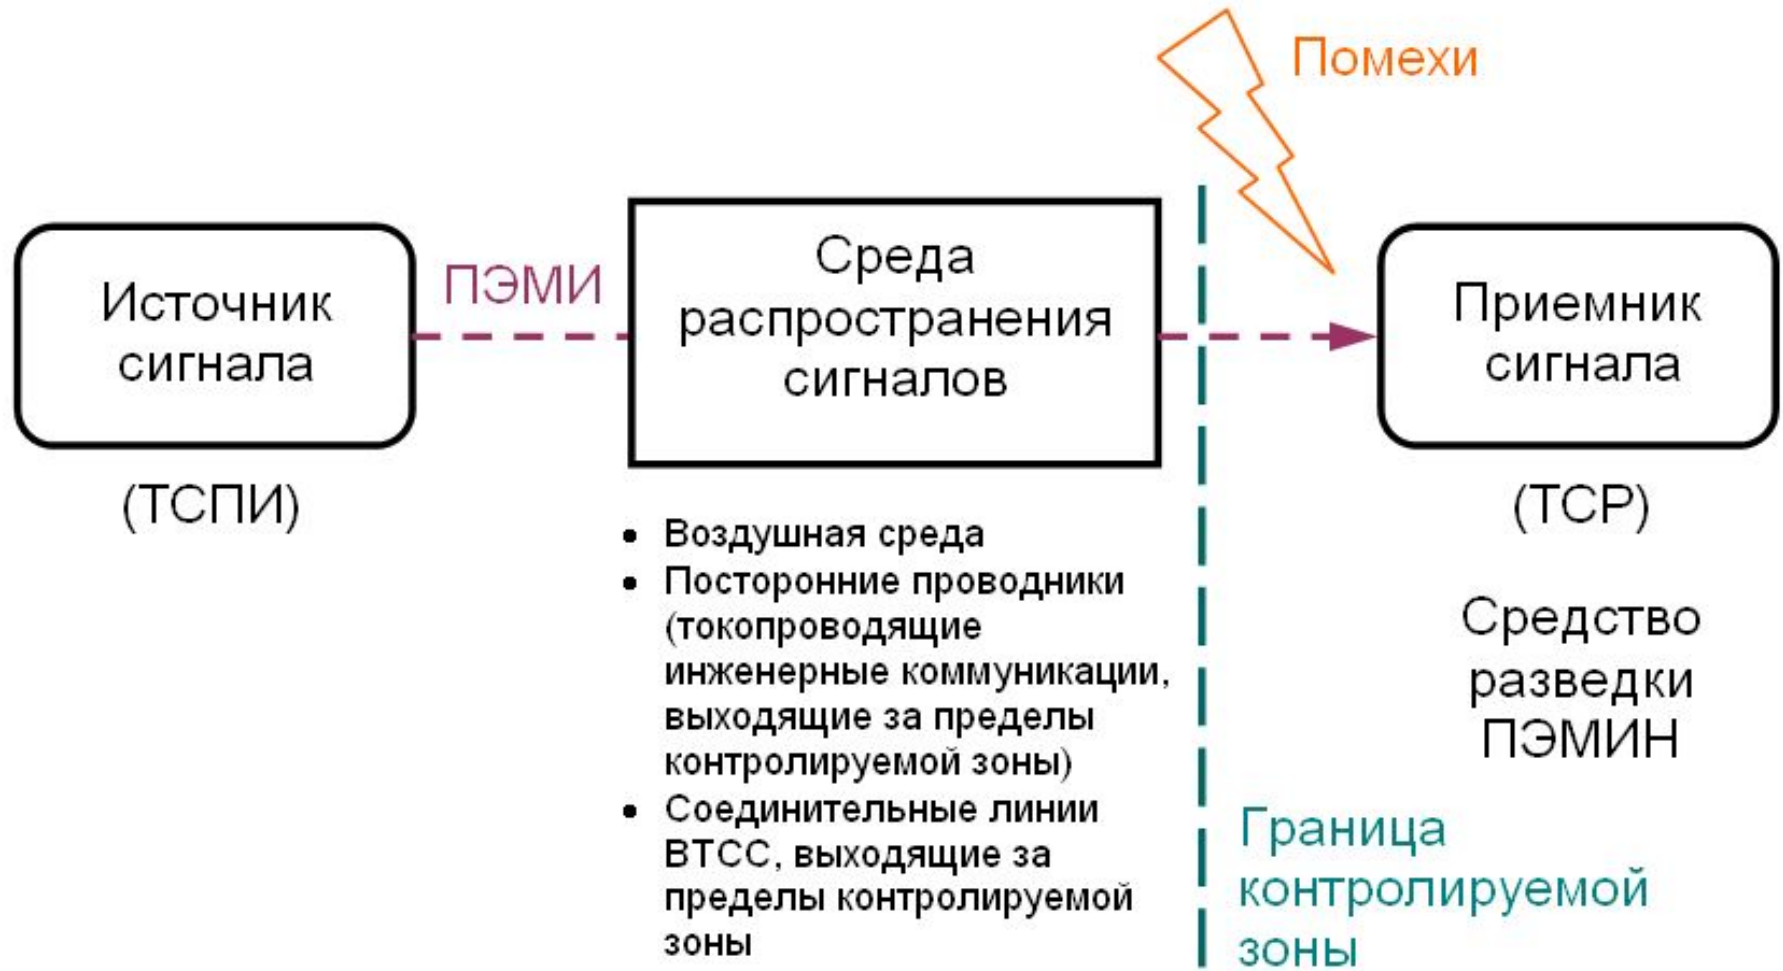 Помехи
Источник
сигнала
(ТСПИ)
ПЭМИ
Среда
распространения
сигналов
• Воздушная среда
• Посторонние проводники
(токопроводящие
инженерные коммуникации,
выходящие за пределы
контролируемой зоны)
• Соединительные линии
ВТСС, выходящие за
пределы контролируемой
зоны
Приемник
сигнала
(ТСР)
Средство
разведки
ПЭМИН
Граница
контролируемой
зоны